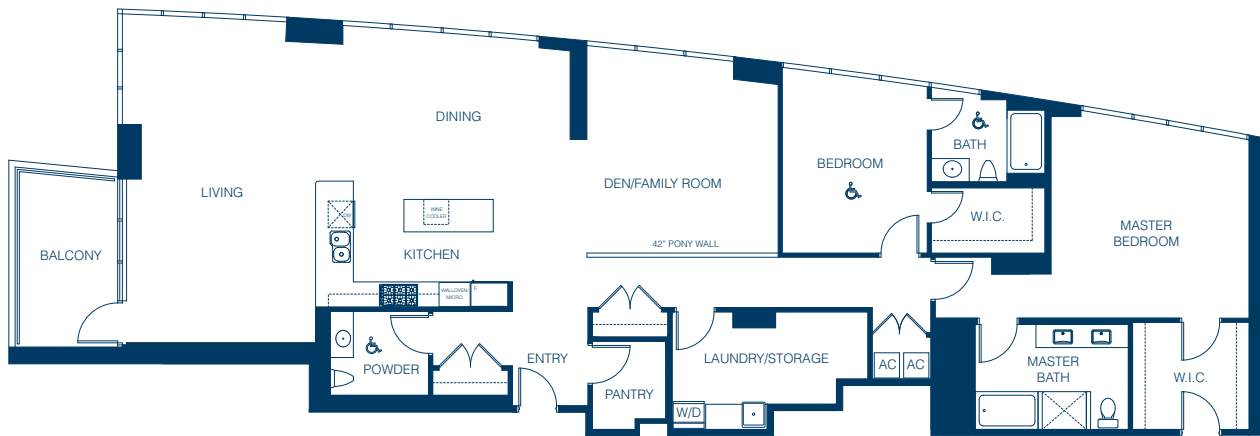 DINING
BATH
BEDROOM
LIVING
DEN/FAMILY ROOM
WINE
COOLER
DW
W.I.C.
MASTER
BEDROOM
42" PONY WALL
BALCONY
KITCHEN
WALLOVEN/
MICRO.
F.
ENTRY
LAUNDRY/STORAGE
POWDER
AC
AC
MASTER
BATH
W.I.C.
PANTRY
W/D